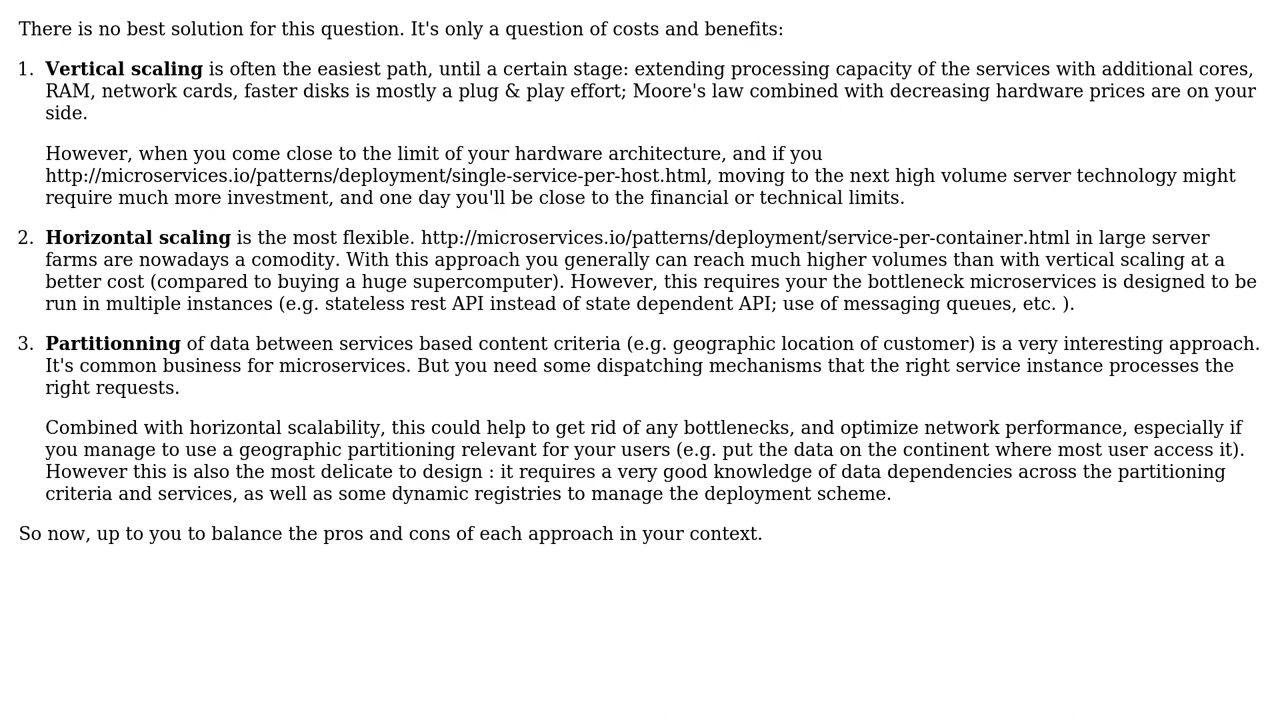 There is no best solution for this question. It's only a question of costs and benefits:
1. Vertical scaling is often the easiest path, until a certain stage: extending processing capacity of the services with additional cores,
RAM, network cards, faster disks is mostly a plug & play effort; Moore's law combined with decreasing hardware prices are on your
side.
However, when you come close to the limit of your hardware architecture, and if you
http://microservices.io/patterns/deployment/single-service-per-host.html, moving to the next high volume server technology might
require much more investment, and one day you'll be close to the financial or technical limits.
2. Horizontal scaling is the most flexible. http://microservices.io/patterns/deployment/service-per-container.html in large server
farms are nowadays a comodity. With this approach you generally can reach much higher volumes than with vertical scaling at a
better cost (compared to buying a huge supercomputer). However, this requires your the bottleneck microservices is designed to be
run in multiple instances (e.g. stateless rest API instead of state dependent API; use of messaging queues, etc. ).
3. Partitionning of data between services based content criteria (e.g. geographic location of customer) is a very interesting approach.
It's common business for microservices. But you need some dispatching mechanisms that the right service instance processes the
right requests.
Combined with horizontal scalability, this could help to get rid of any bottlenecks, and optimize network performance, especially if
you manage to use a geographic partitioning relevant for your users (e.g. put the data on the continent where most user access it).
However this is also the most delicate to design : it requires a very good knowledge of data dependencies across the partitioning
criteria and services, as well as some dynamic registries to manage the deployment scheme.
So now, up to you to balance the pros and cons of each approach in your context.